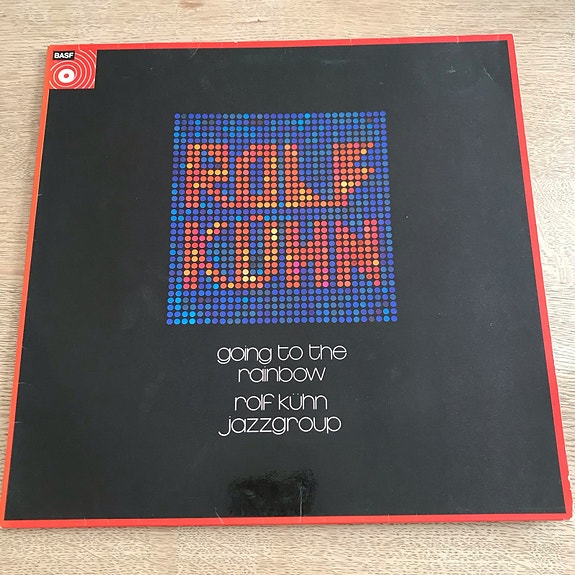 BASF
ROLF
KÜHN
going to the
rainbow
rolf kühn
jazzgroup